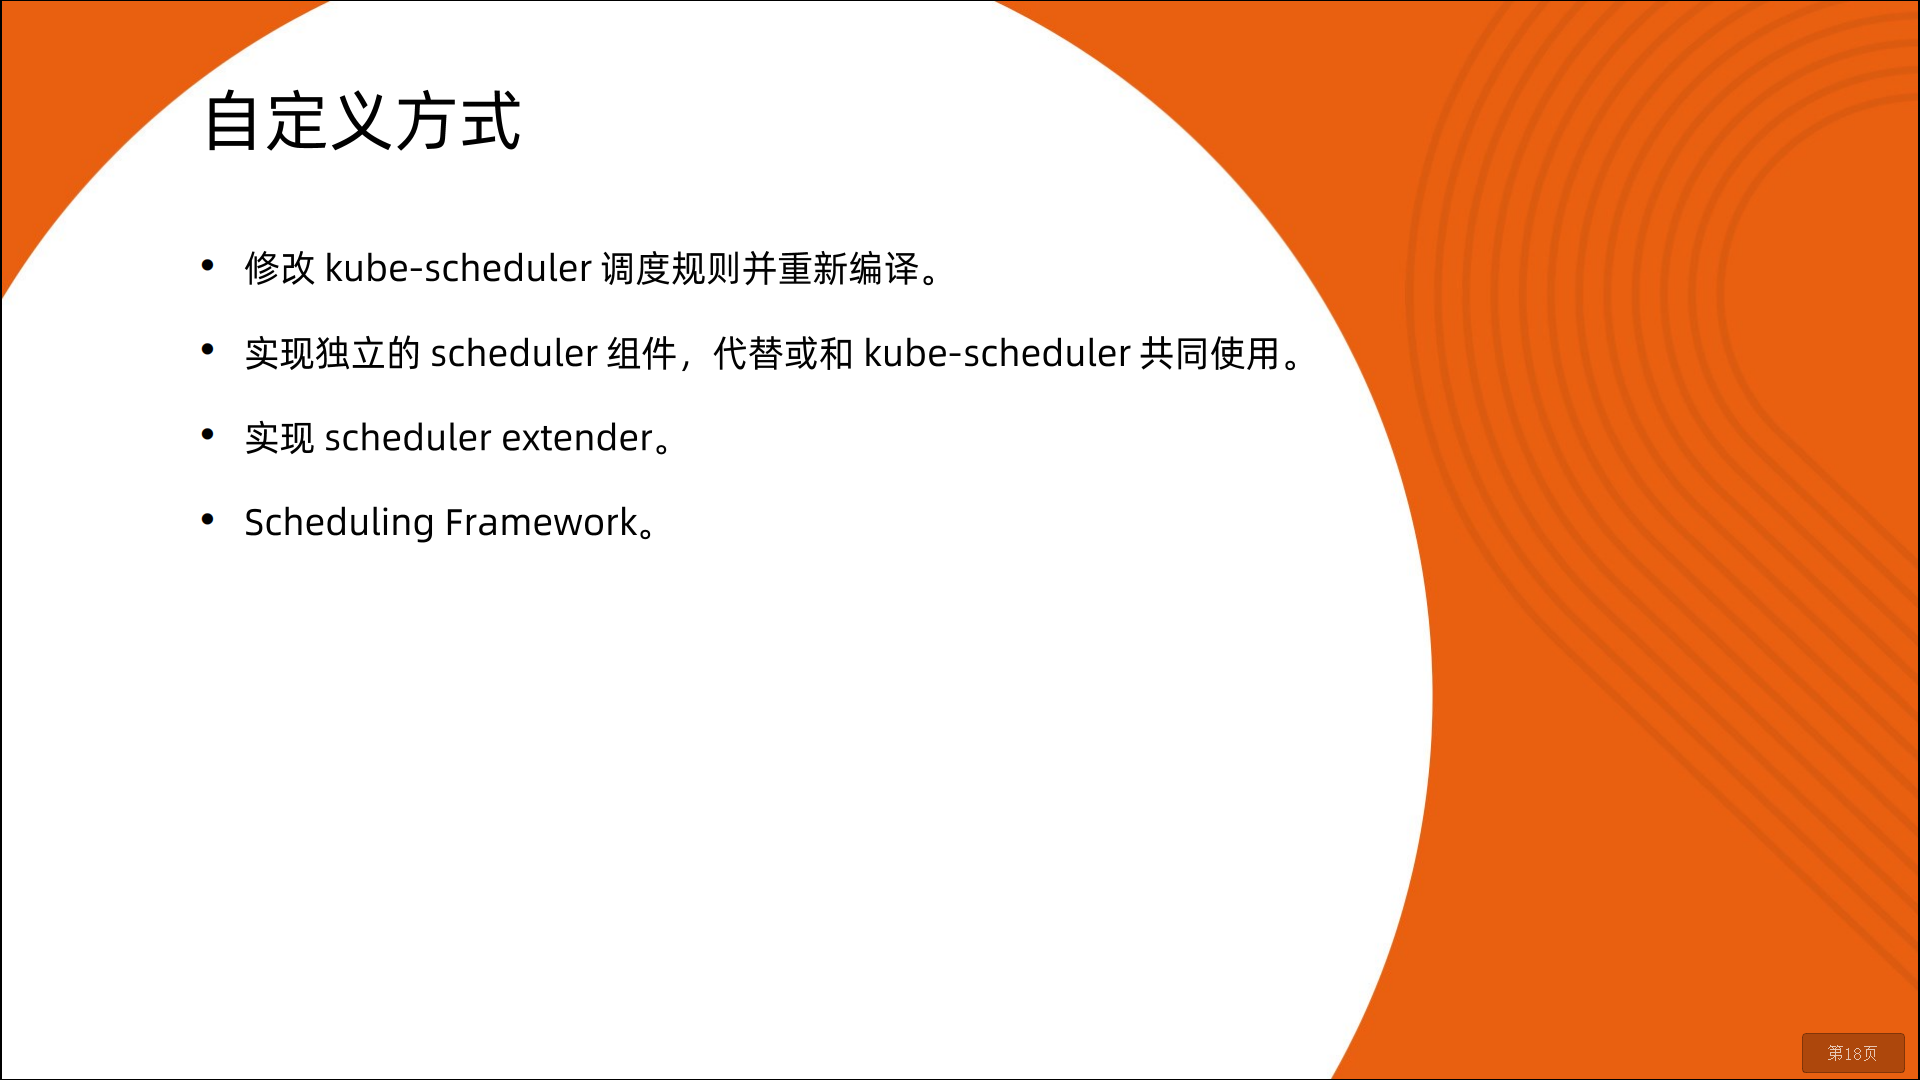 自定义方式
• 修改 kube-scheduler 调度规则并重新编译。
• 实现独立的 scheduler 组件，代替或和 kube-scheduler 共同使用。
• 实现 scheduler extender。
• Scheduling Framework。
第18页